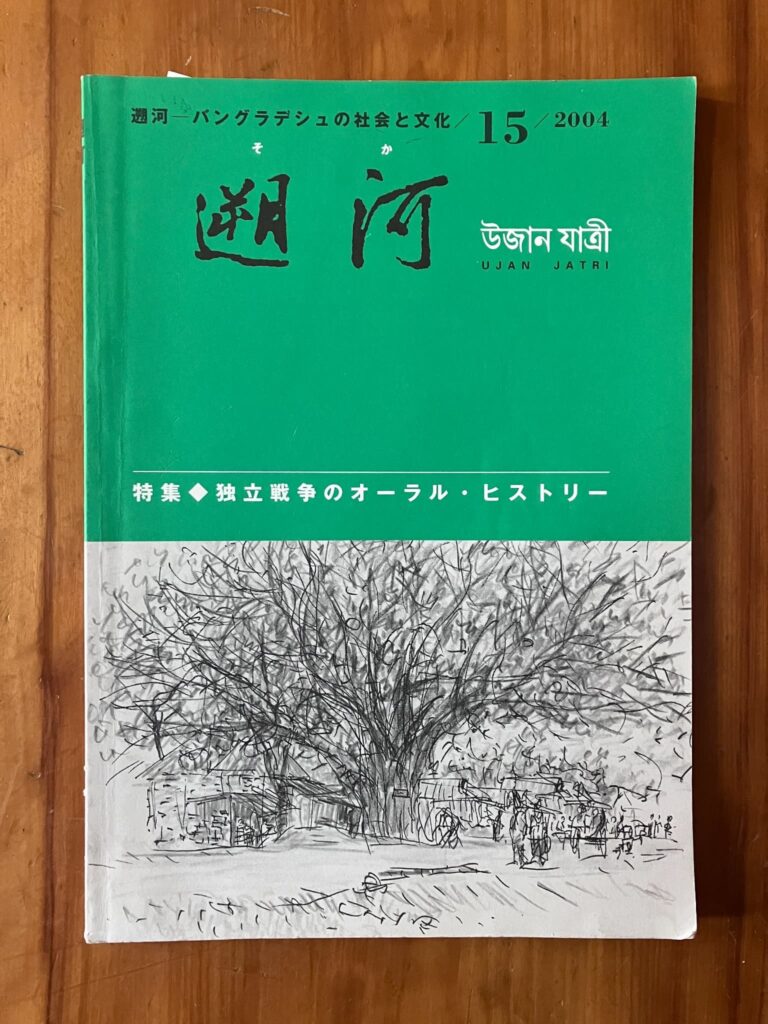 遡河―バングラデシュの社会と文化/15/2004
そ か
遡河
উজান যাত্রী
UJAN JATRI
特集◆独立戦争のオーラル・ヒストリー